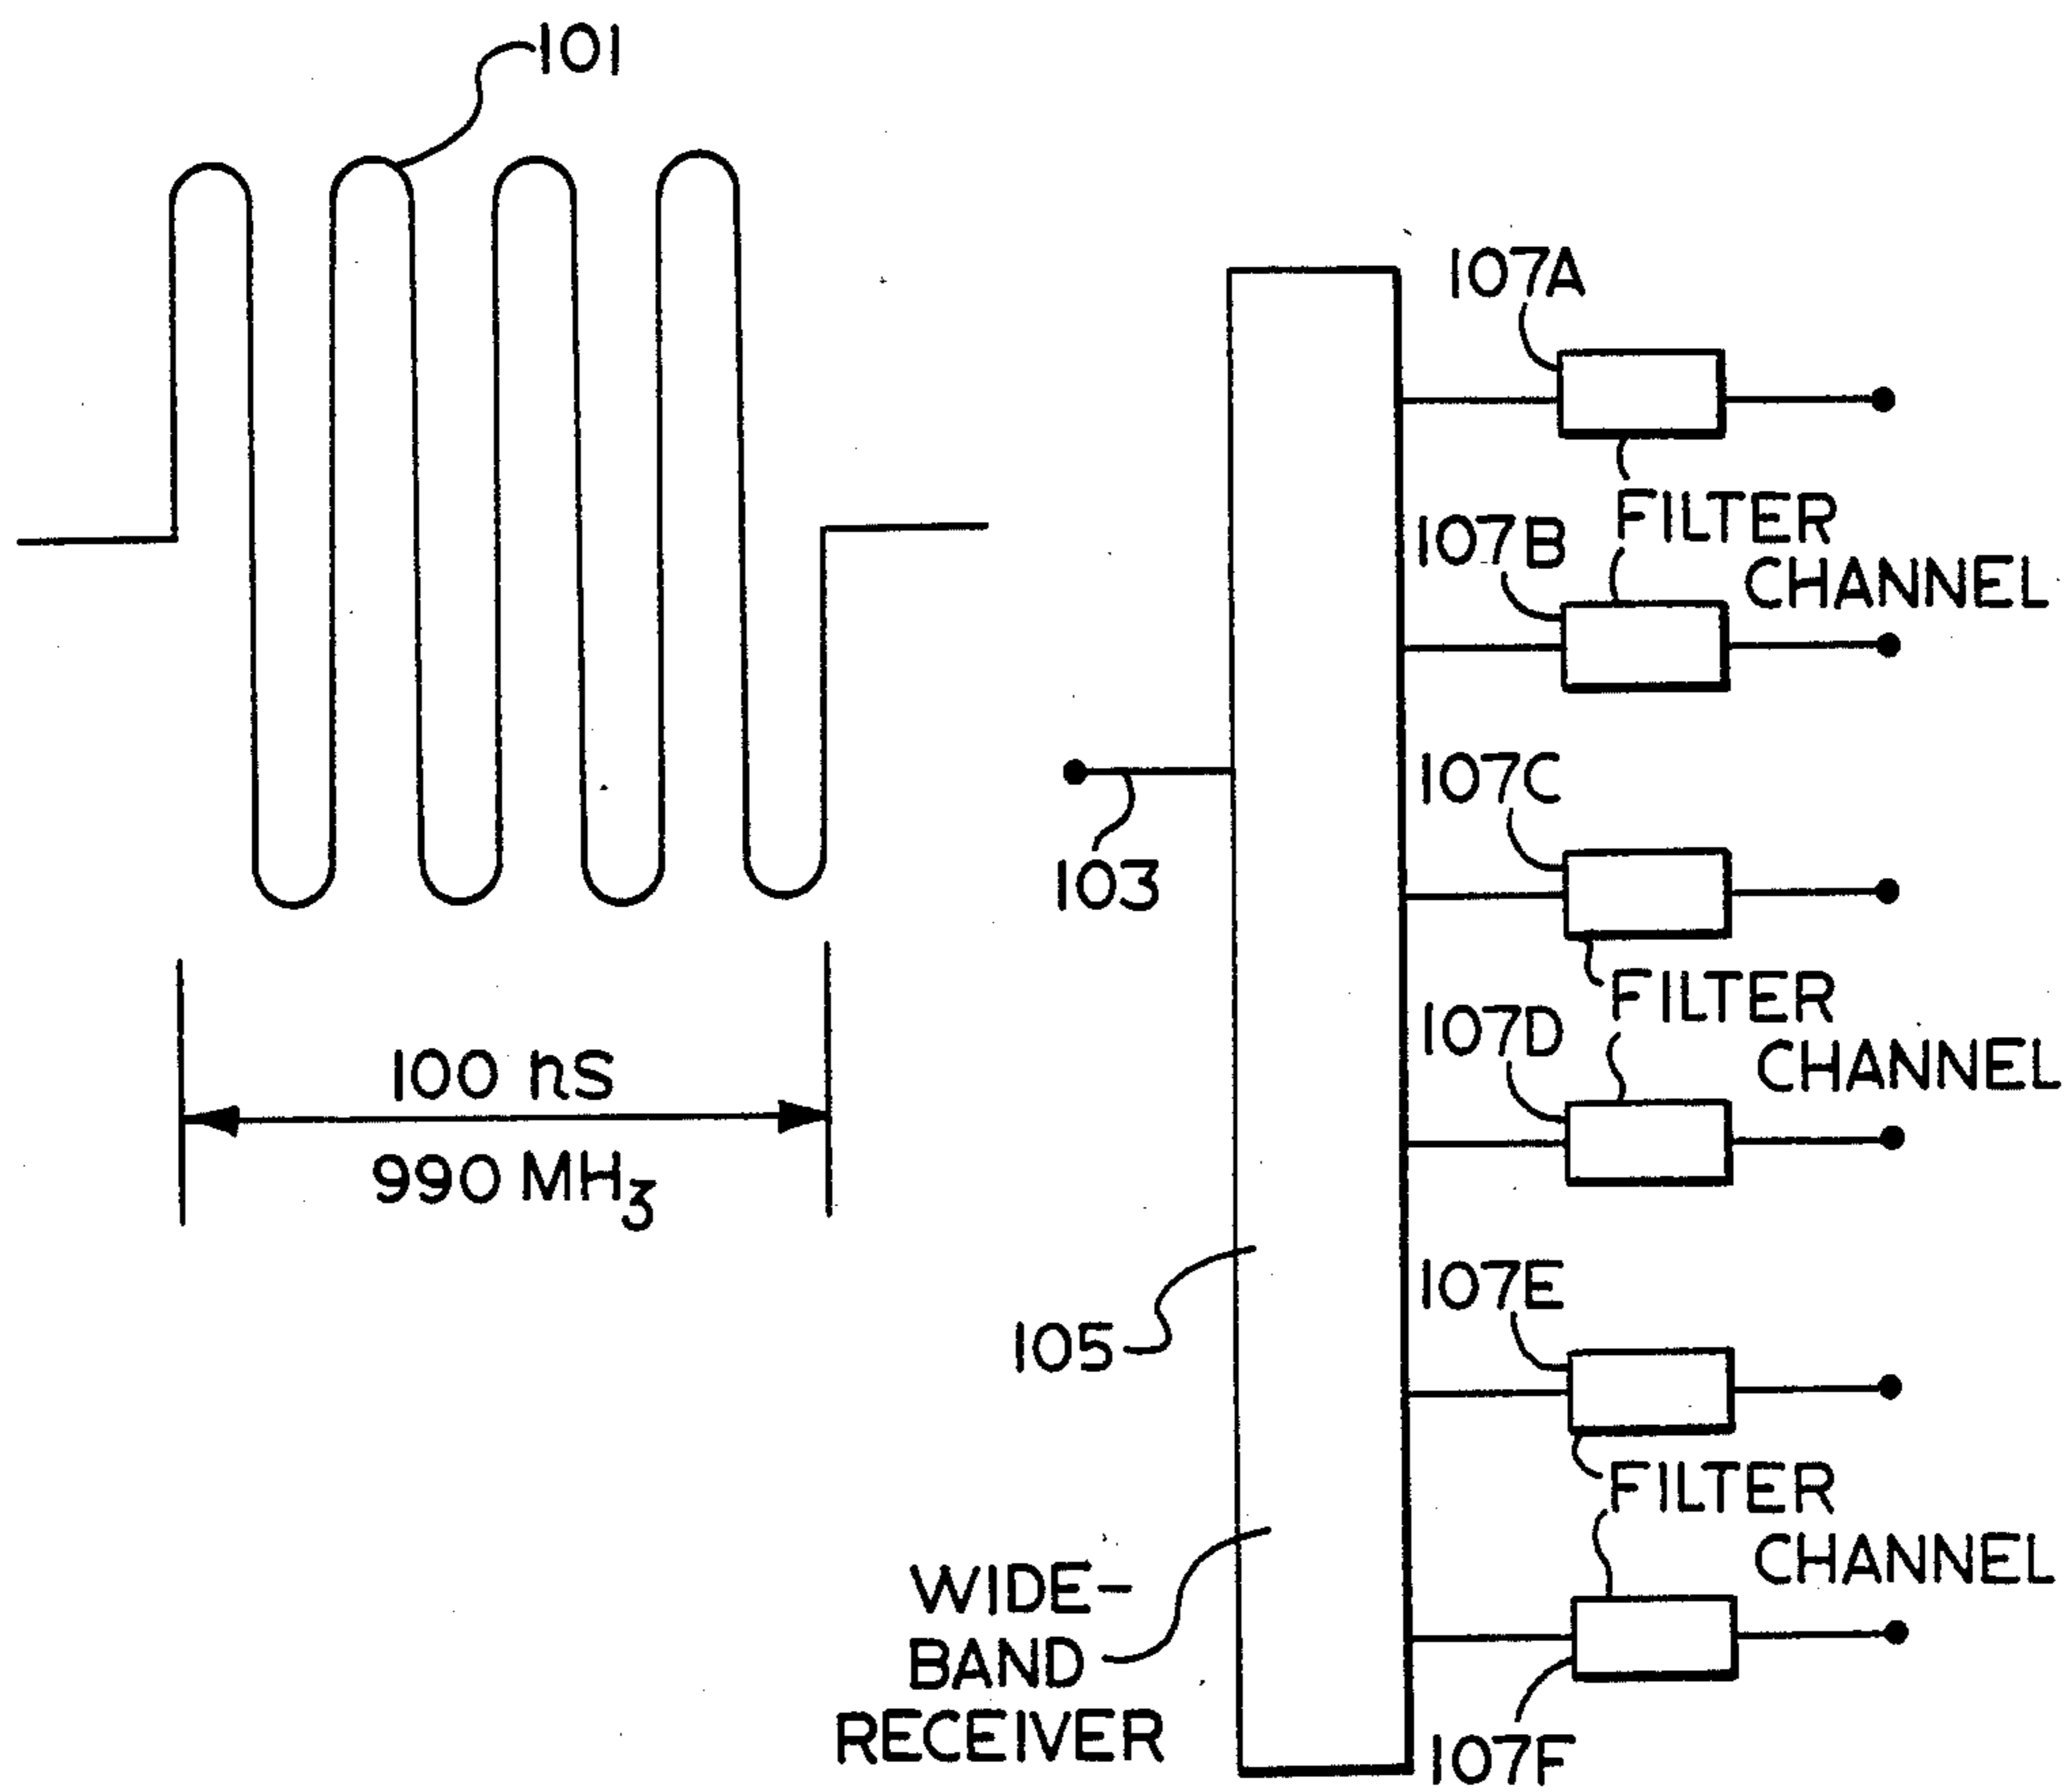 101
107A
FILTER
CHANNEL
107B
107C
103
FILTER
CHANNEL
107D
100 nS
990 MH3
107E
105
FILTER
CHANNEL
WIDE-
BAND
RECEIVER
107F